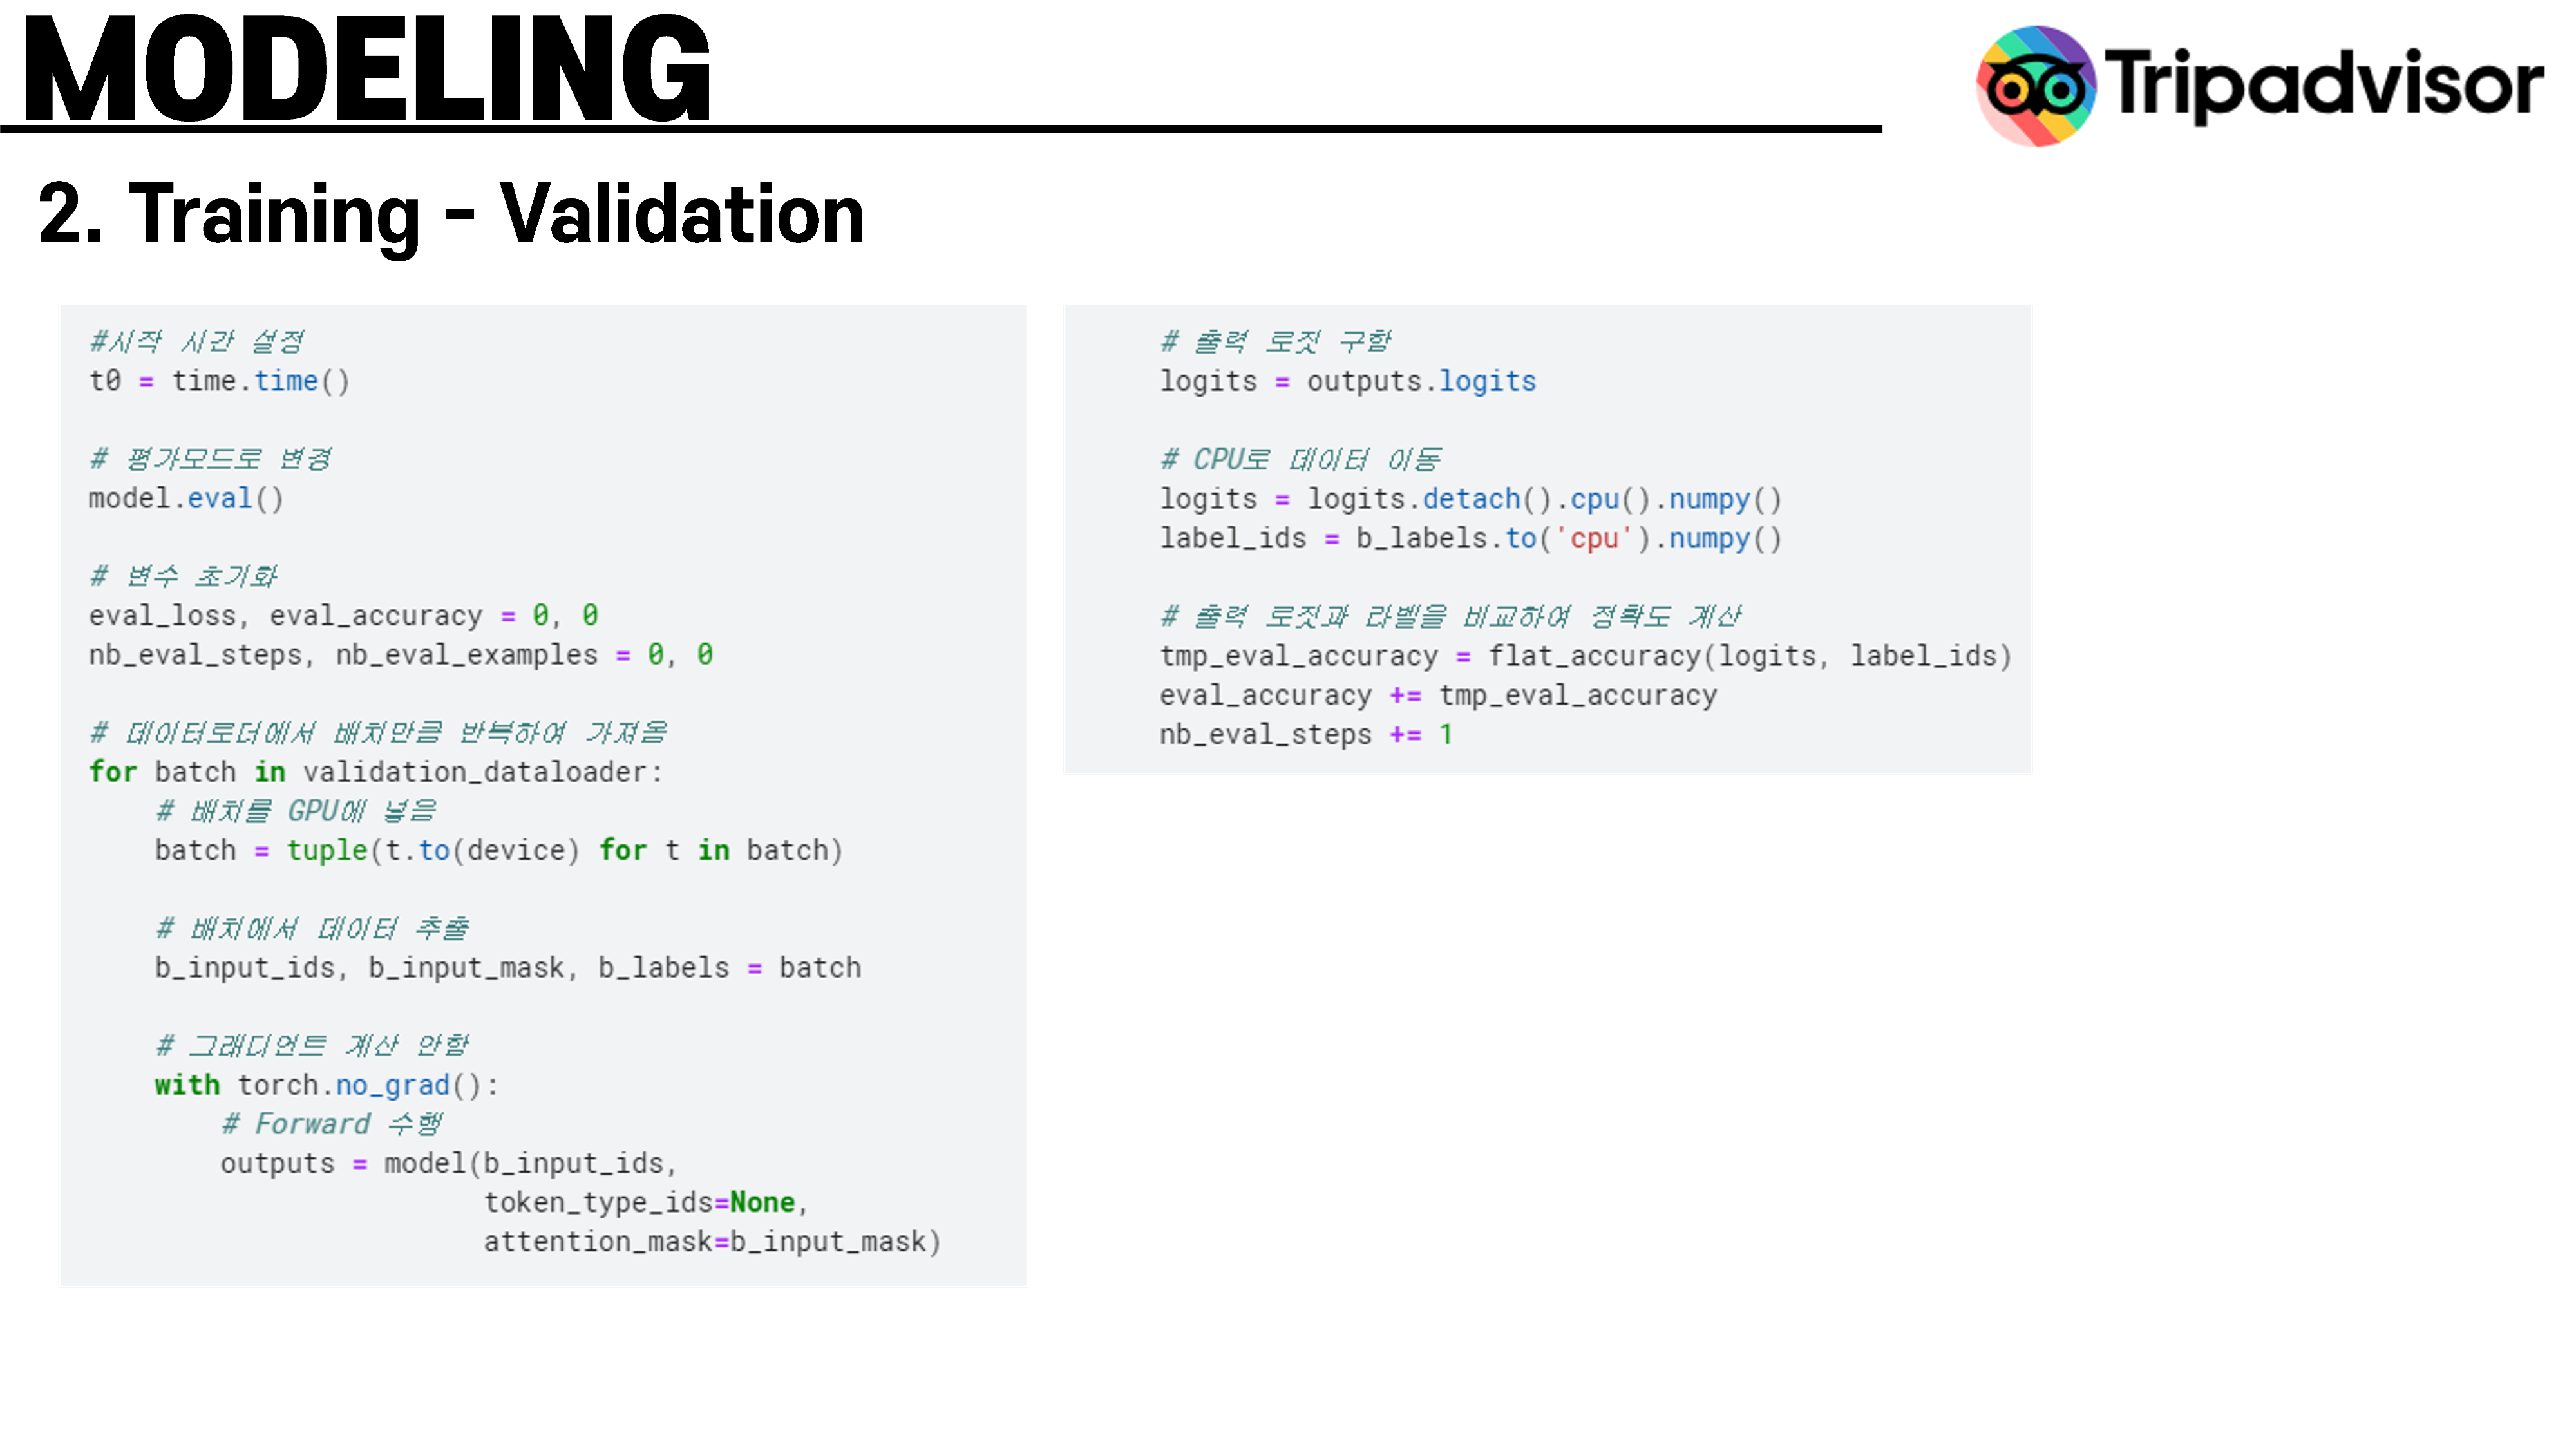 MODELING
Tripadvisor
2. Training - Validation
#시작 시간 설정
t0 = time.time()
# 평가모드로 변경
model.eval()
# 변수 초기화
eval_loss, eval_accuracy = 0, 0
nb_eval_steps, nb_eval_examples = 0, 0
# 데이터로더에서 배치만큼 반복하여 가져옴
for batch in validation_dataloader:
# 배치를 GPU에 넣음
batch = tuple(t.to(device) for t in batch)
# 배치에서 데이터 추출
b_input_ids, b_input_mask, b_labels = batch
# 그래디언트 계산 안함
with torch.no_grad():
# Forward 수행
outputs = model(b_input_ids,
token_type_ids=None,
attention_mask=b_input_mask)
# 출력 로짓 구함
logits = outputs.logits
# CPU로 데이터 이동
logits = logits.detach().cpu().numpy()
label_ids = b_labels.to('cpu').numpy()
# 출력 로짓과 라벨을 비교하여 정확도 계산
tmp_eval_accuracy = flat_accuracy(logits, label_ids)
eval_accuracy += tmp_eval_accuracy
nb_eval_steps += 1